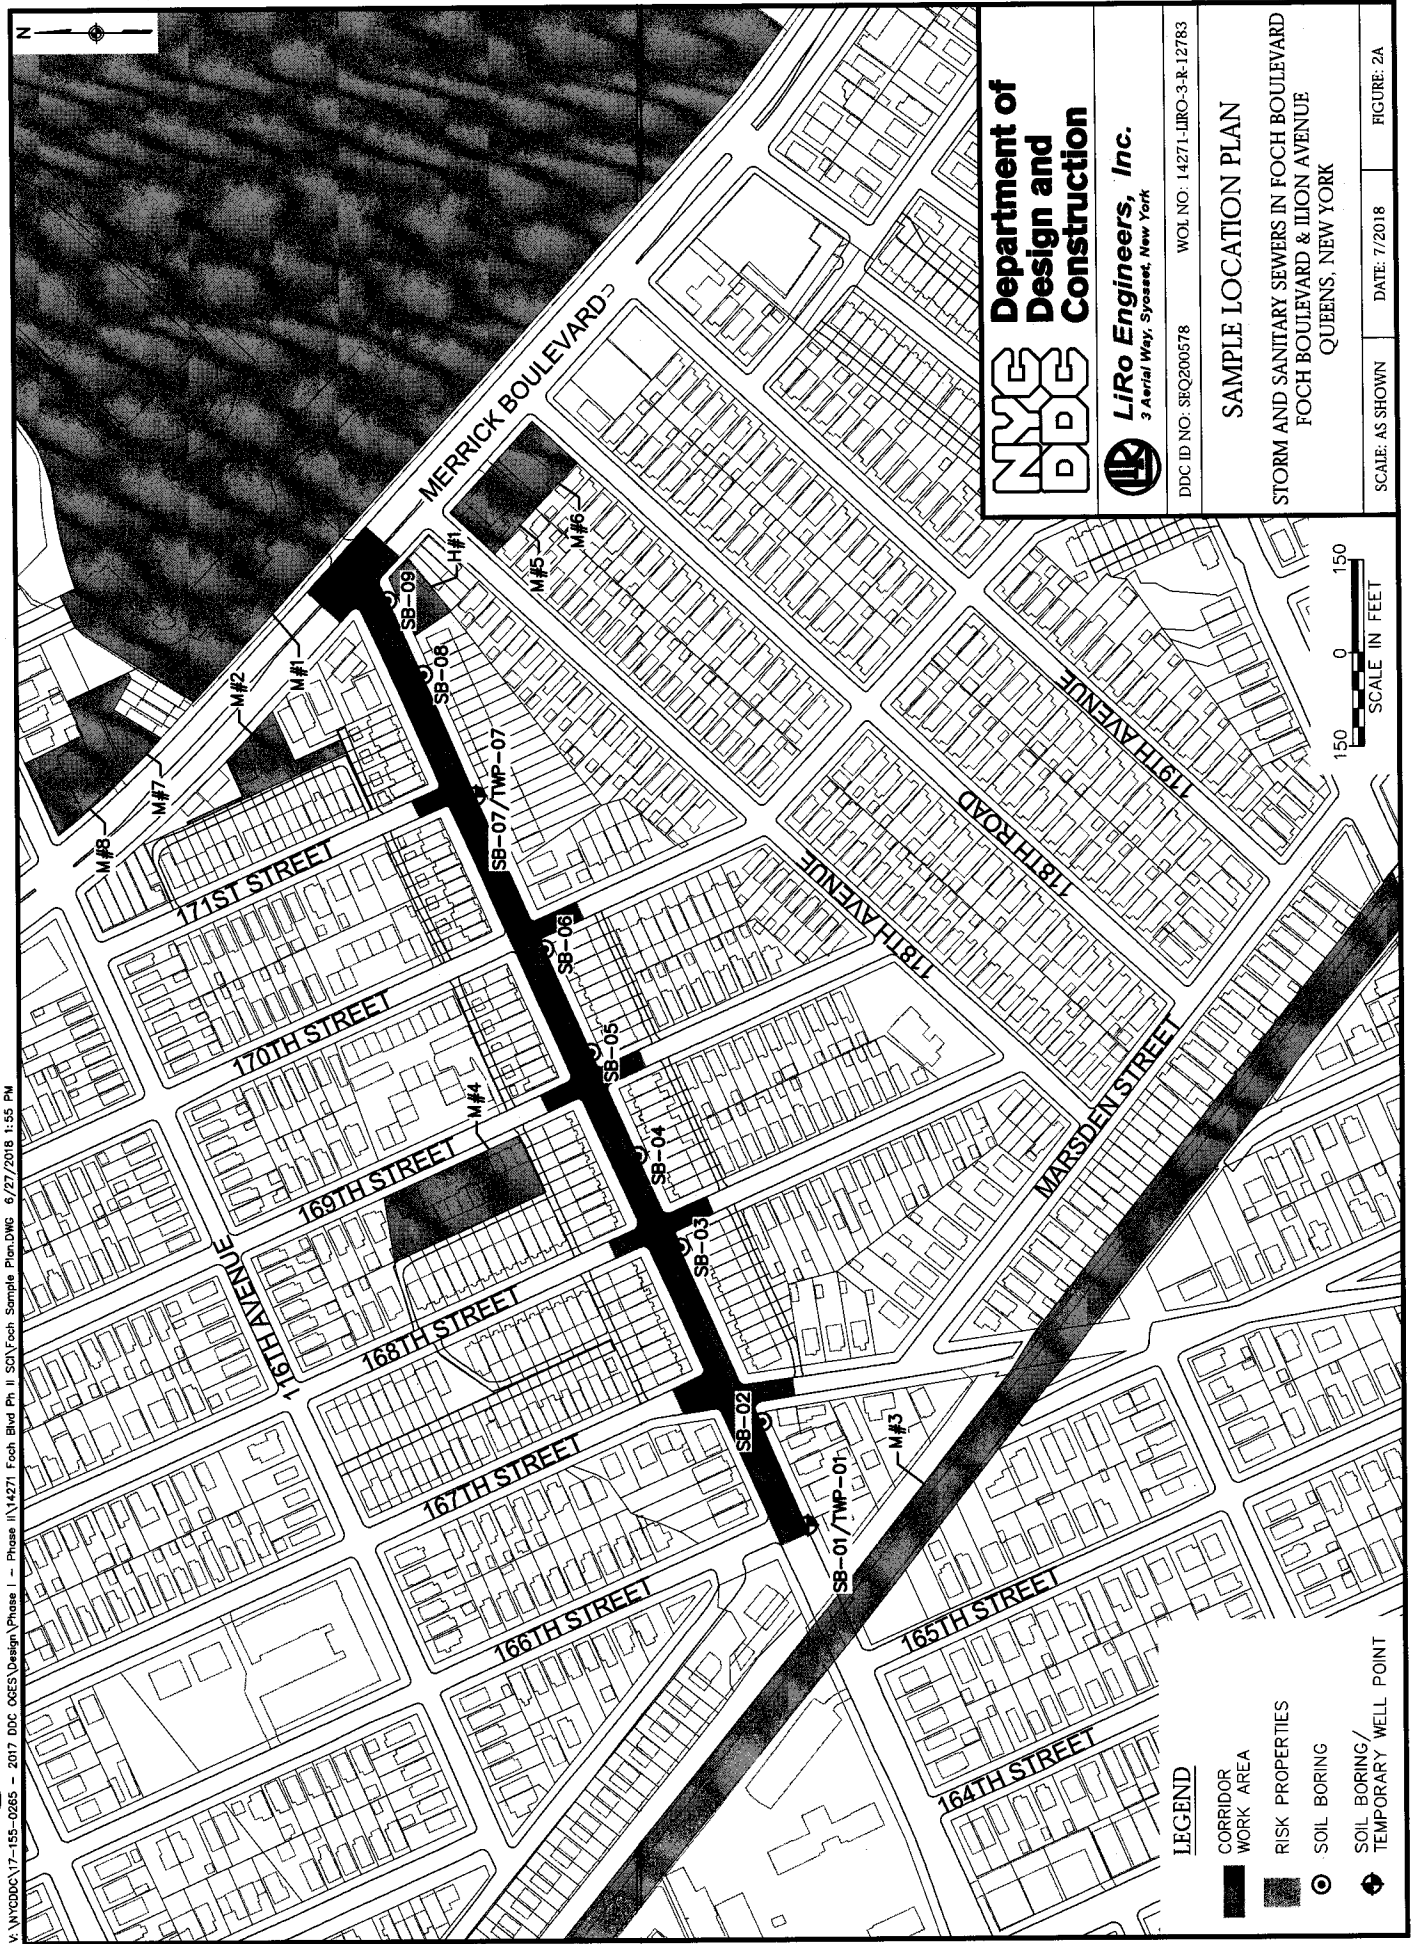 V:\NYCDDC\17-155-0265 - 2017 DDC OGES\Design\Phase I - Phase II\14271 Foch Blvd Ph II SCI\Foch Sample Plan.DWG 6/27/2018 1:55 PM
N
MERRICK BOULEVARD
M#8
M#7
M#2
M#1
H#1
M#5
M#6
M#4
M#3
SB-09
SB-08
SB-07/TWP-07
SB-06
SB-05
SB-04
SB-03
SB-02
SB-01/TWP-01
171ST STREET
170TH STREET
169TH STREET
168TH STREET
167TH STREET
166TH STREET
165TH STREET
164TH STREET
116TH AVENUE
118TH AVENUE
118TH ROAD
119TH AVENUE
MARSDEN STREET
LEGEND
CORRIDOR
WORK AREA
RISK PROPERTIES
SOIL BORING
SOIL BORING/
TEMPORARY WELL POINT
150 0 150
SCALE IN FEET
NYC
DDC
Department of
Design and
Construction
LiRo Engineers, Inc.
3 Aerial Way, Syosset, New York
DDC ID NO: SEQ200578 WOL NO: 14271-LIRO-3-R-12783
SAMPLE LOCATION PLAN
STORM AND SANITARY SEWERS IN FOCH BOULEVARD
FOCH BOULEVARD & ILION AVENUE
QUEENS, NEW YORK
SCALE: AS SHOWN DATE: 7/2018 FIGURE: 2A